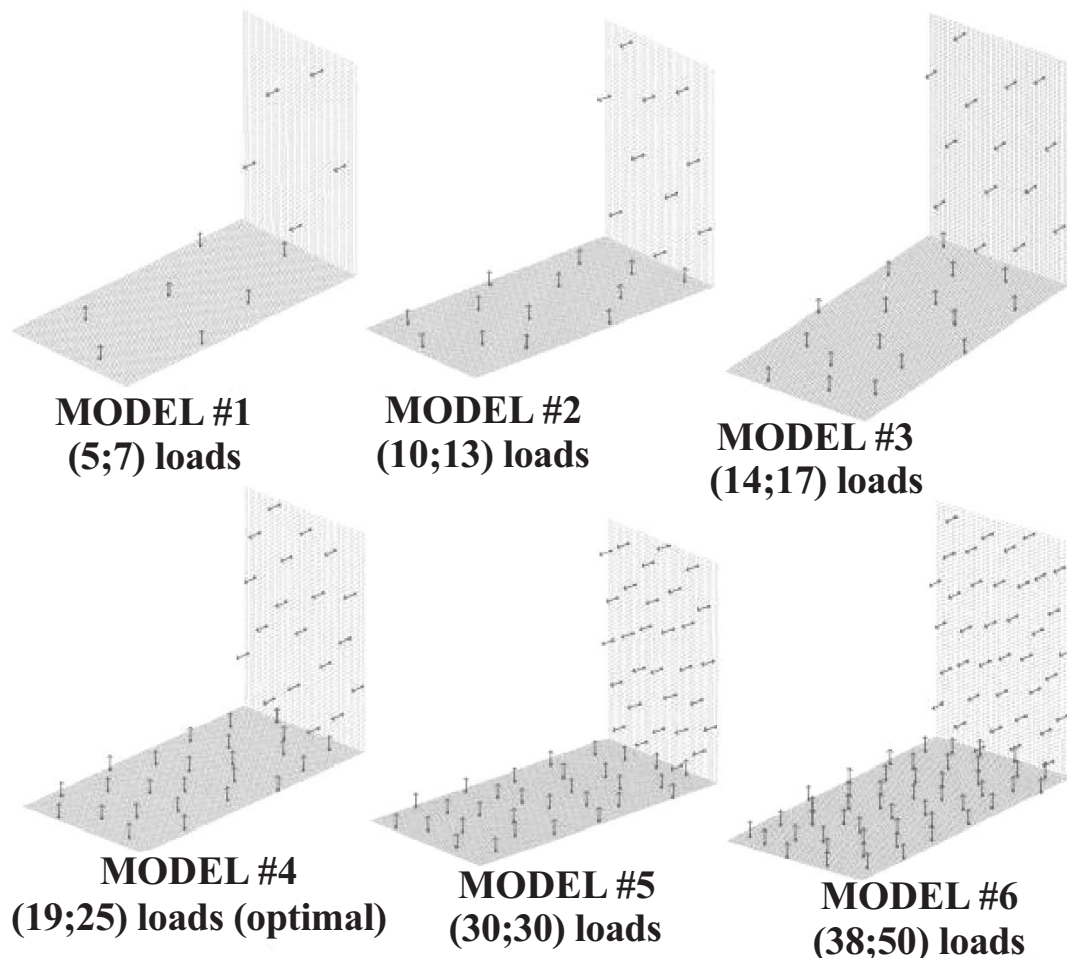 MODEL #1
(5;7) loads
MODEL #2
(10;13) loads
MODEL #3
(14;17) loads
MODEL #4
(19;25) loads (optimal)
MODEL #5
(30;30) loads
MODEL #6
(38;50) loads